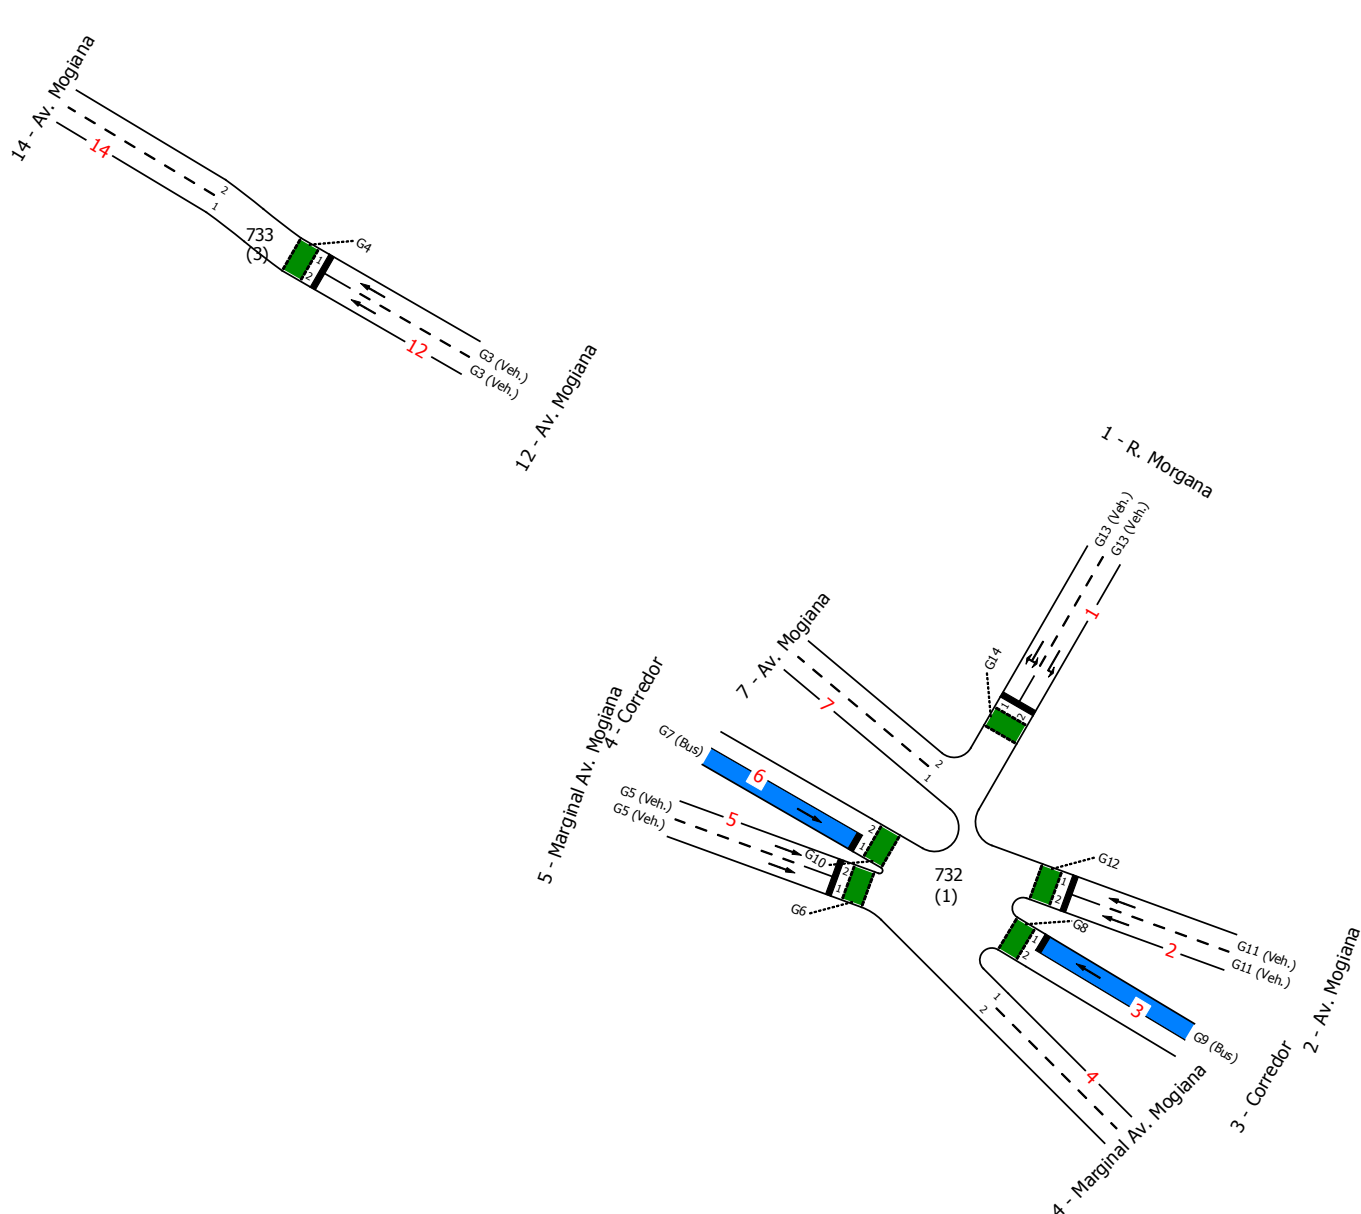 14 - Av. Mogiana
14
2
1
733
(3)
G4
1
2
12
G3 (Veh.)
G3 (Veh.)
12 - Av. Mogiana
1 - R. Morgana
G13 (Veh.)
G13 (Veh.)
1
G14
1
2
7 - Av. Mogiana
7
2
1
4 - Corredor
5 - Marginal Av. Mogiana
G7 (Bus)
6
2
1
G5 (Veh.)
G5 (Veh.)
5
G10
2
1
G6
732
(1)
G12
1
2
G11 (Veh.)
G11 (Veh.)
2
2 - Av. Mogiana
G8
1
2
3
G9 (Bus)
3 - Corredor
1
2
4
4 - Marginal Av. Mogiana